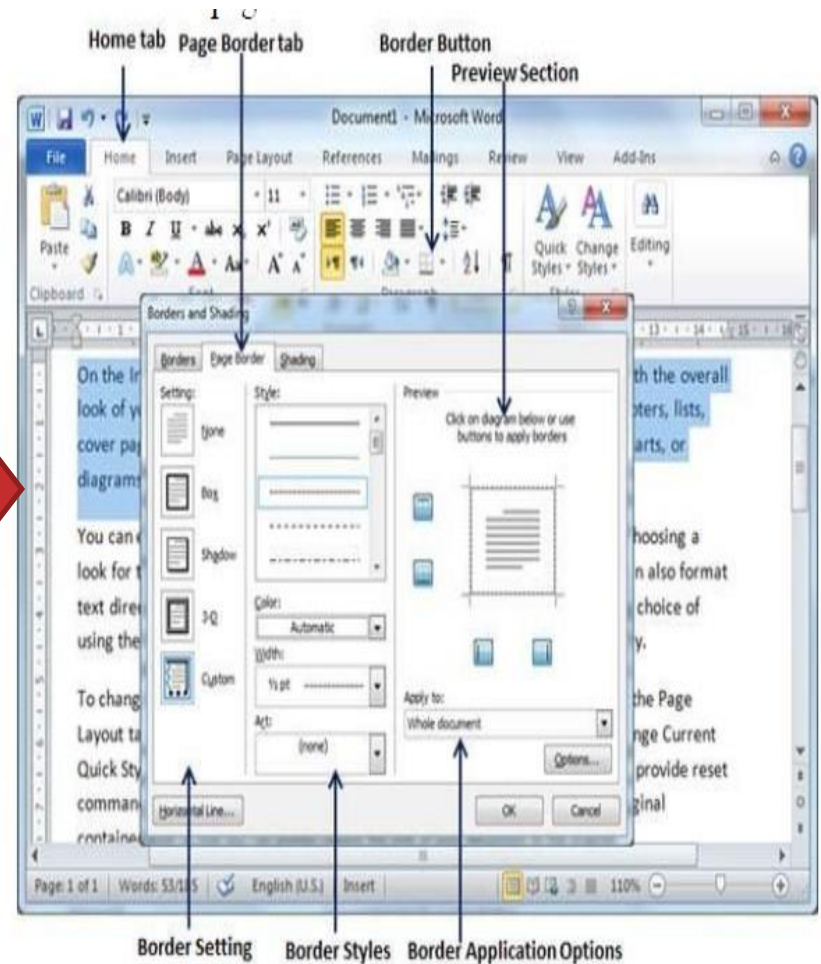 Home tab Page Border tab Border Button
Preview Section
Document1 - Microsoft Word
File Home Insert Page Layout References Mailings Review View Add-Ins
Calibri (Body) 11
Paste
B I U abc x x
A A Aa A A
Quick Styles Change Styles Editing
Clipboard Font Paragraph Styles
Borders and Shading
Borders Page Border Shading
Setting:
None
Box
Shadow
3-D
Custom
Style:
Color:
Automatic
Width:
½ pt
Art:
(none)
Preview
Click on diagram below or use
buttons to apply borders
Apply to:
Whole document
Options...
Horizontal Line... OK Cancel
On the In th the overall
look of y ters, lists,
cover pa arts, or
diagrams
You can hoosing a
look for t n also format
text dire choice of
using the y.
To chang the Page
Layout ta nge Current
Quick Sty provide reset
comman ginal
containe
Page: 1 of 1 Words: 53/185 English (U.S.) Insert 110%
Border Setting Border Styles Border Application Options